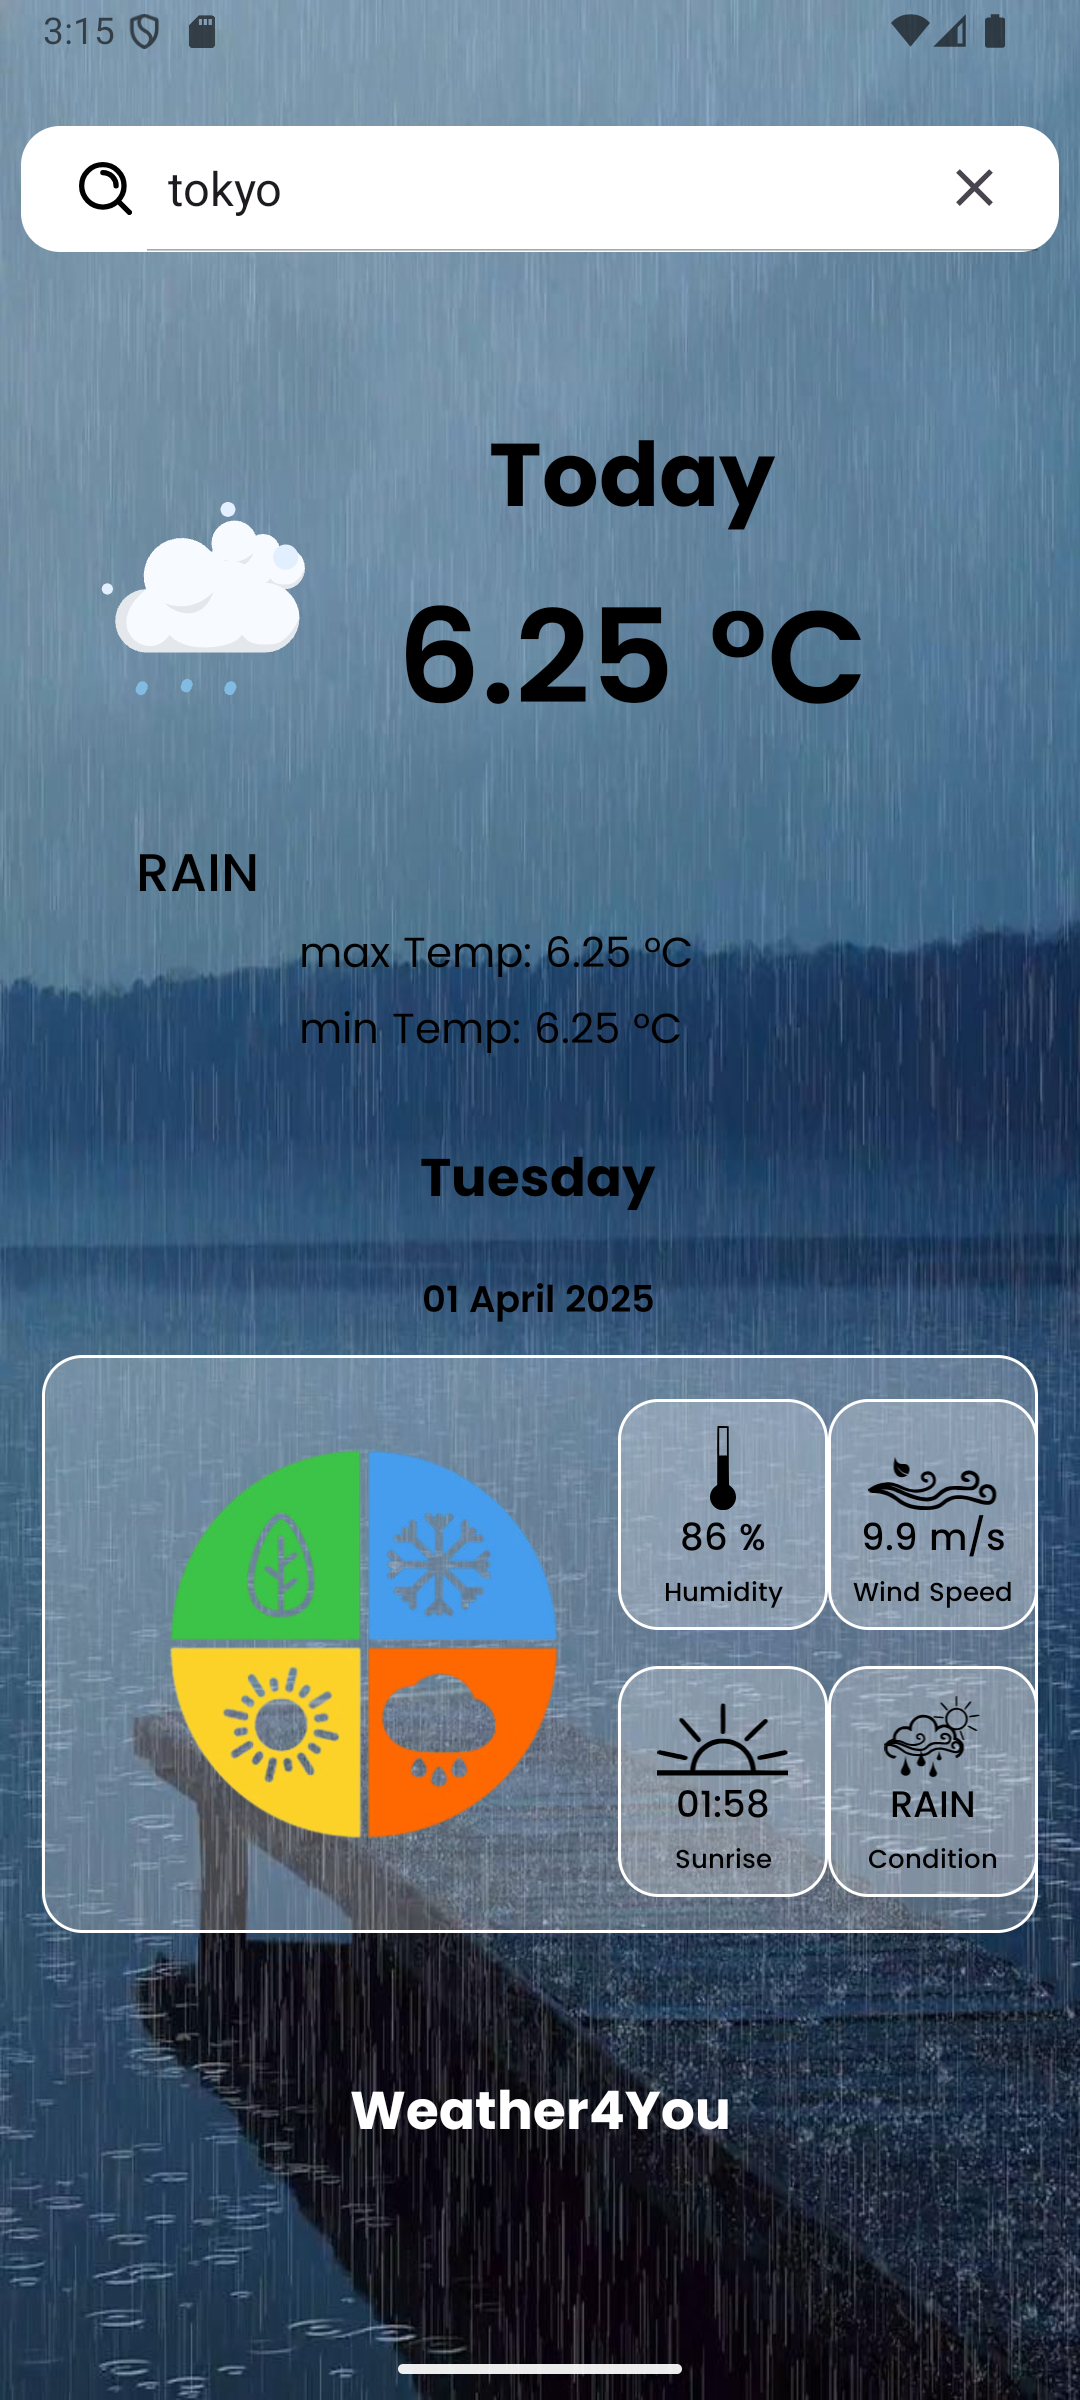 3:15
tokyo
Today
6.25 °C
RAIN
max Temp: 6.25 °C
min Temp: 6.25 °C
Tuesday
01 April 2025
86 %
Humidity
9.9 m/s
Wind Speed
01:58
Sunrise
RAIN
Condition
Weather4You